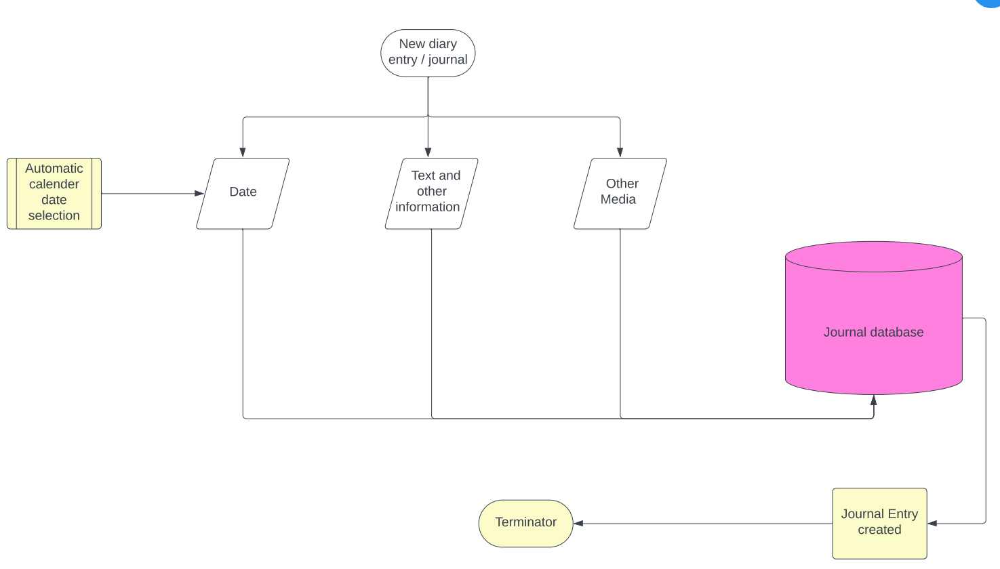 New diary
entry / journal
Automatic
calender
date
selection
Date
Text and
other
information
Other
Media
Journal database
Journal Entry
created
Terminator